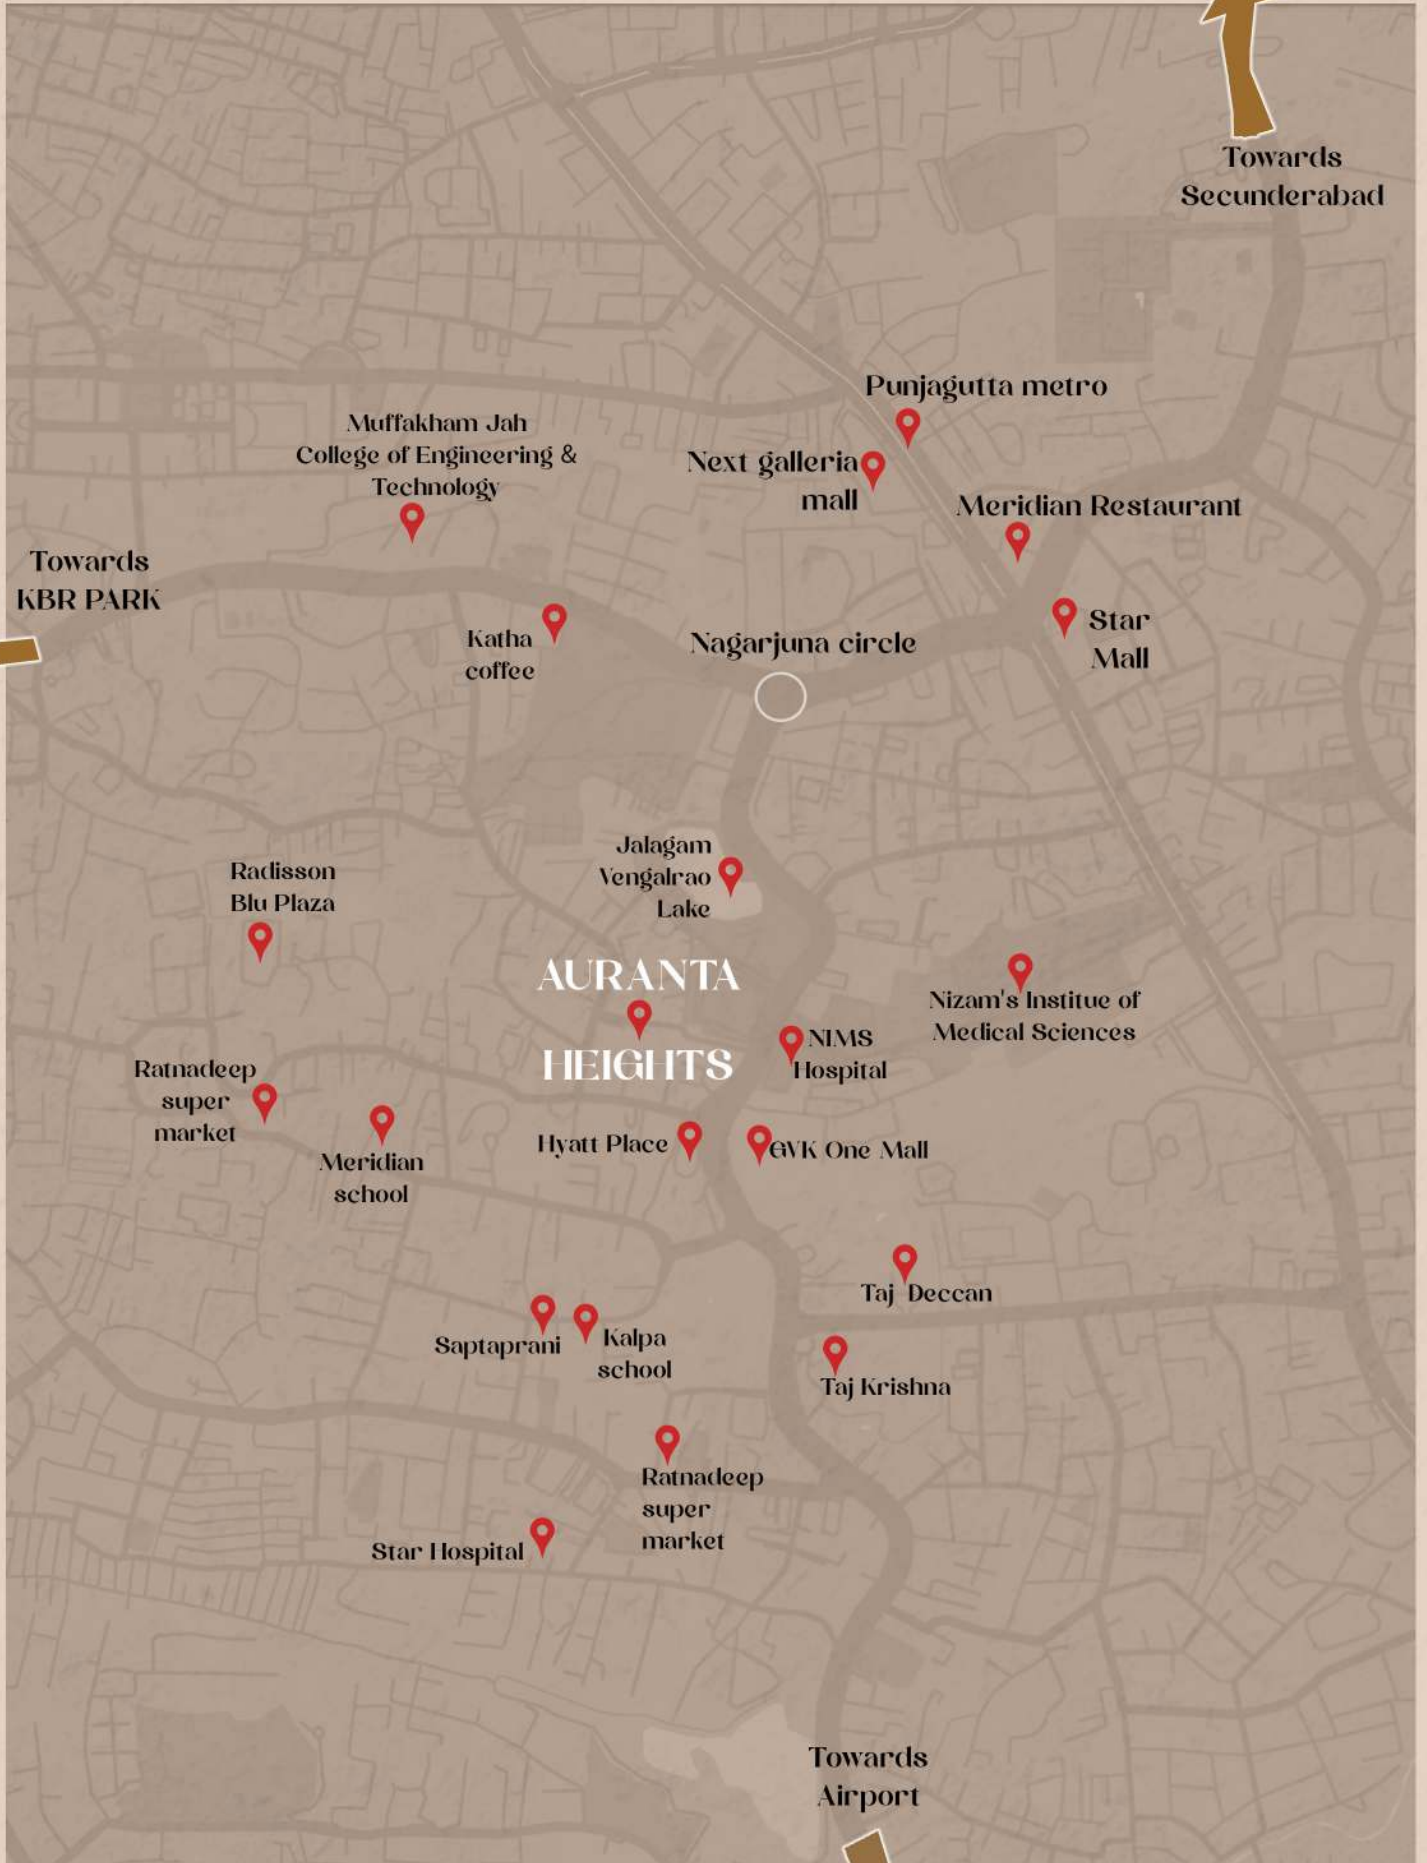 Towards
Secunderabad
Punjagutta metro
Muffakham Jah
College of Engineering &
Technology
Next galleria
mall
Meridian Restaurant
Towards
KBR PARK
Star
Mall
Katha
coffee
Nagarjuna circle
Jalagam
Vengalrao
Lake
Radisson
Blu Plaza
AURANTA
HEIGHTS
Nizam's Institue of
Medical Sciences
NIMS
Hospital
Ratnadeep
super
market
Meridian
school
Hyatt Place
GVK One Mall
Taj Deccan
Saptaprani
Kalpa
school
Taj Krishna
Ratnadeep
super
market
Star Hospital
Towards
Airport